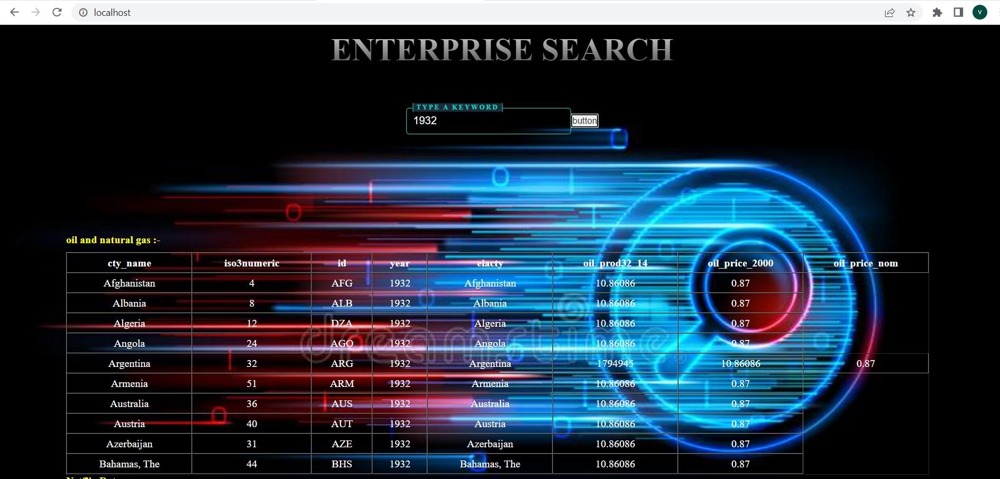 localhost
V
ENTERPRISE SEARCH
TYPE A KEYWORD
1932 button
oil and natural gas :-
cty_name iso3numeric id year eiacty oil_prod32_14 oil_price_2000 oil_price_nom
Afghanistan 4 AFG 1932 Afghanistan 10.86086 0.87
Albania 8 ALB 1932 Albania 10.86086 0.87
Algeria 12 DZA 1932 Algeria 10.86086 0.87
Angola 24 AGO 1932 Angola 10.86086 0.87
Argentina 32 ARG 1932 Argentina 1794945 10.86086 0.87
Armenia 51 ARM 1932 Armenia 10.86086 0.87
Australia 36 AUS 1932 Australia 10.86086 0.87
Austria 40 AUT 1932 Austria 10.86086 0.87
Azerbaijan 31 AZE 1932 Azerbaijan 10.86086 0.87
Bahamas, The 44 BHS 1932 Bahamas, The 10.86086 0.87
dreamstime